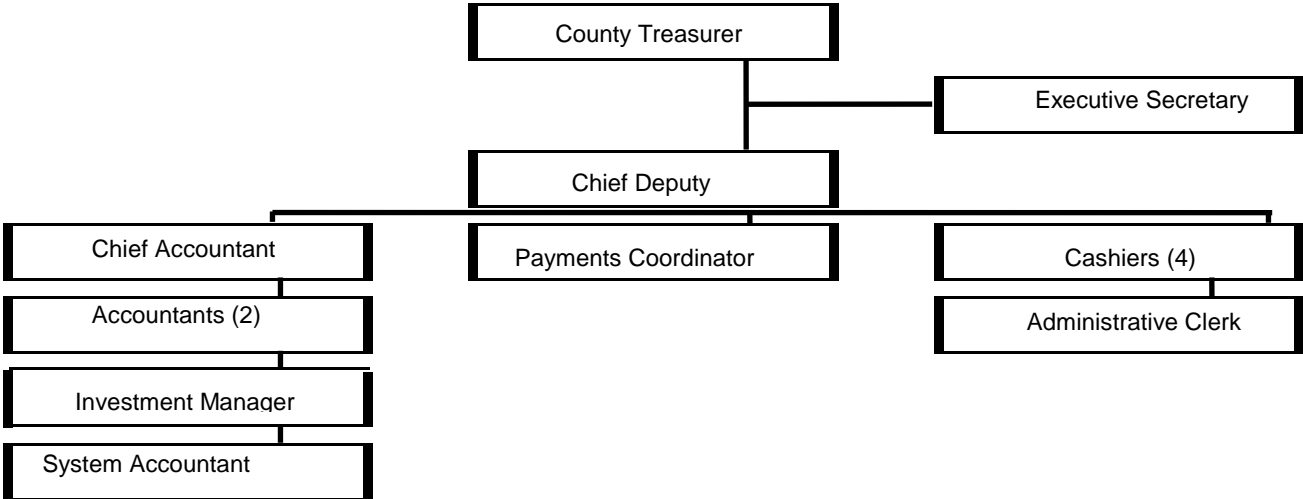 County Treasurer
Executive Secretary
Chief Deputy
Chief Accountant
Payments Coordinator
Cashiers (4)
Accountants (2)
Administrative Clerk
Investment Manager
System Accountant